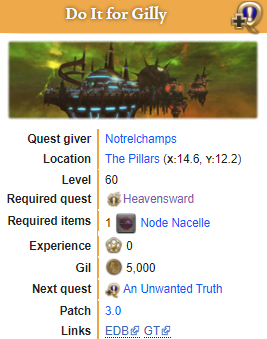 Do It for Gilly
Quest giver Notrelchamps
Location The Pillars (X:14.6, Y:12.2)
Level 60
Required quest Heavensward
Required items 1 Node Nacelle
Experience 0
Gil 5,000
Next quest An Unwanted Truth
Patch 3.0
Links EDB GT